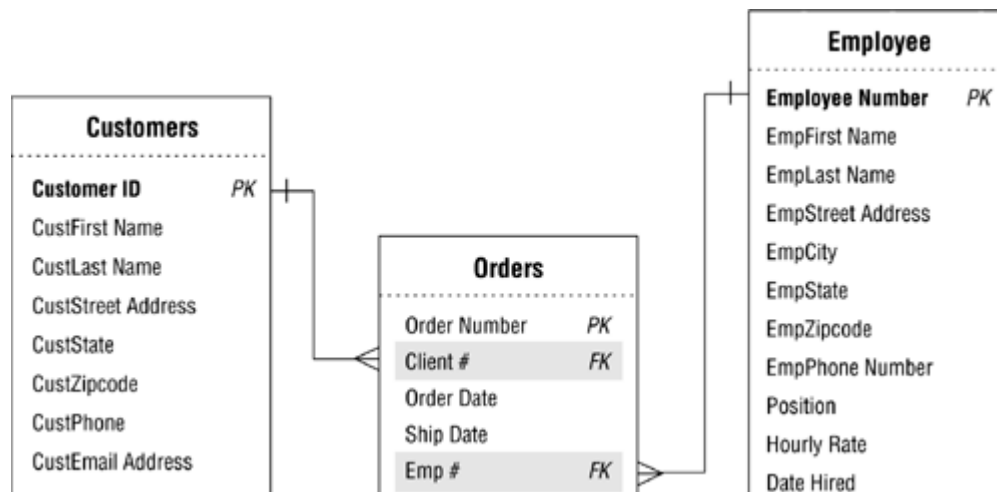 Customers
Customer ID PK
CustFirst Name
CustLast Name
CustStreet Address
CustState
CustZipcode
CustPhone
CustEmail Address
Orders
Order Number PK
Client # FK
Order Date
Ship Date
Emp # FK
Employee
Employee Number PK
EmpFirst Name
EmpLast Name
EmpStreet Address
EmpCity
EmpState
EmpZipcode
EmpPhone Number
Position
Hourly Rate
Date Hired